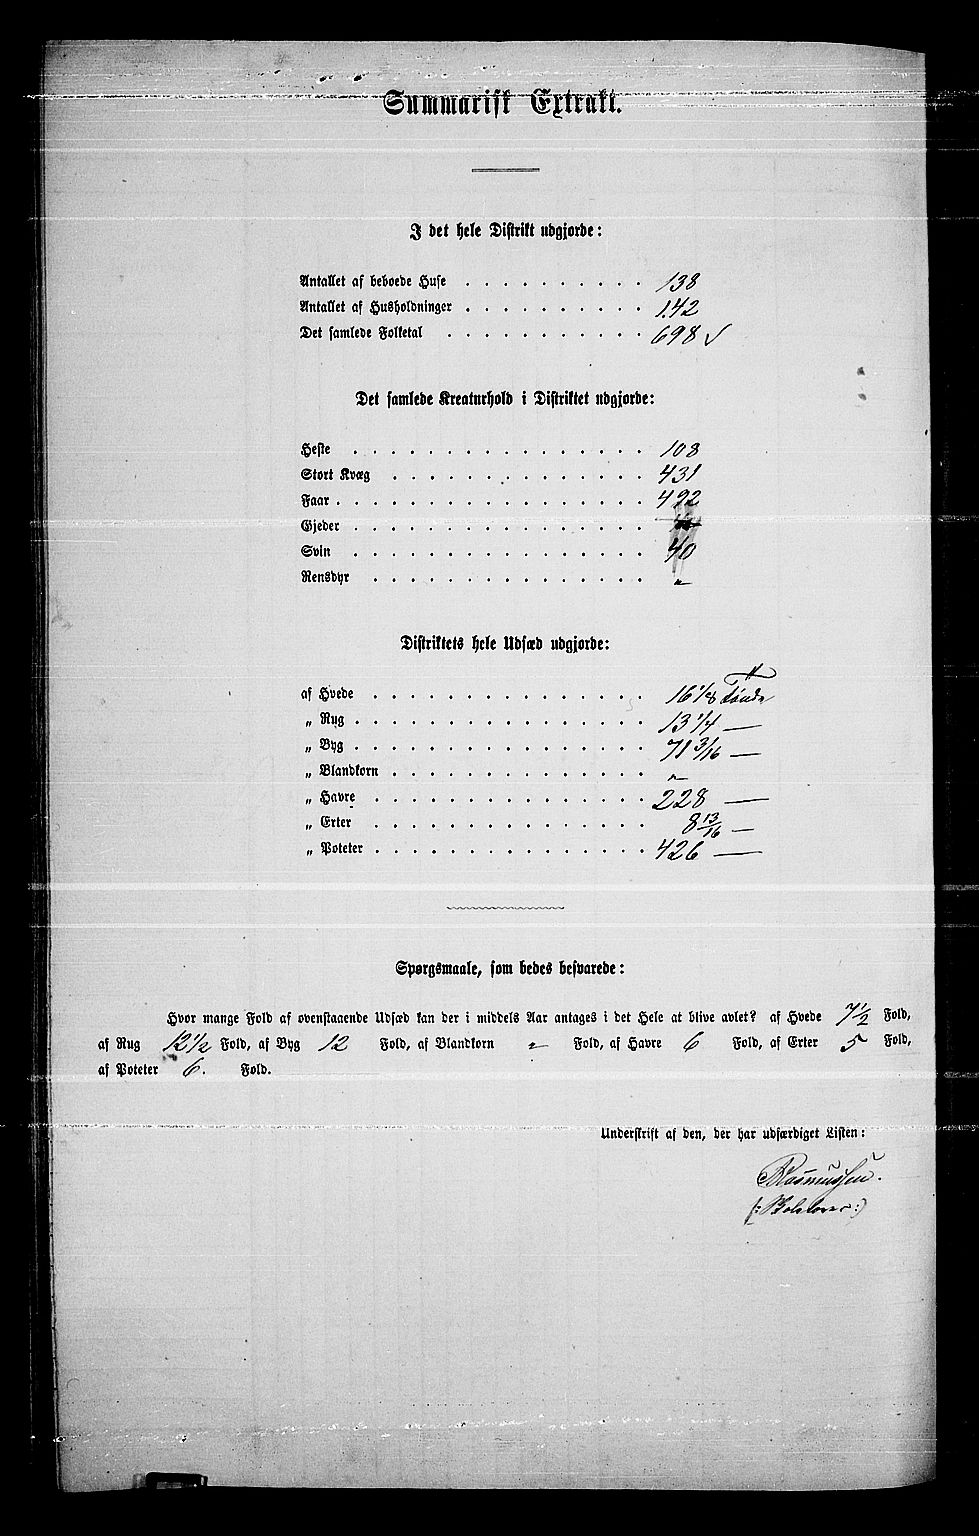 Summarisk Extrakt.
I det hele Distrikt udgjorde:
Antallet af beboede Huse . . . . . . . . . . 138
Antallet af Husholdninger . . . . . . . . . . 142
Det samlede Folketal . . . . . . . . . . . 698 ✓
Det samlede Kreaturhold i Distriktet udgjorde:
Heste . . . . . . . . . . . . . . . . 108
Stort Kvæg . . . . . . . . . . . . . . 431
Faar . . . . . . . . . . . . . . . . . 492
Gjeder . . . . . . . . . . . . . . . .
Svin . . . . . . . . . . . . . . . . 40
Rensdyr . . . . . . . . . . . . . . . "
Distriktets hele Udsæd udgjorde:
af Hvede . . . . . . . . . . . . . . . 16 1/8 Tønde
„ Rug . . . . . . . . . . . . . . . . 13 1/4 —
„ Byg . . . . . . . . . . . . . . . . 71 3/16 —
„ Blandkorn . . . . . . . . . . . . . . "
„ Havre . . . . . . . . . . . . . . . 228 —
„ Erter . . . . . . . . . . . . . . . 8 13/16 —
„ Poteter . . . . . . . . . . . . . . . 426 —
Spørgsmaale, som bedes besvarede:
Hvor mange Fold af ovenstaaende Udsæd kan der i middels Aar antages i det Hele at blive avlet? af Hvede 7 1/2 Fold,
af Rug 12 1/2 Fold, af Byg 12 Fold, af Blandkorn " Fold, af Havre 6 Fold, af Erter 5 Fold,
af Poteter 6. Fold.
Underskrift af den, der har udfærdiget Listen:
Rasmussen.